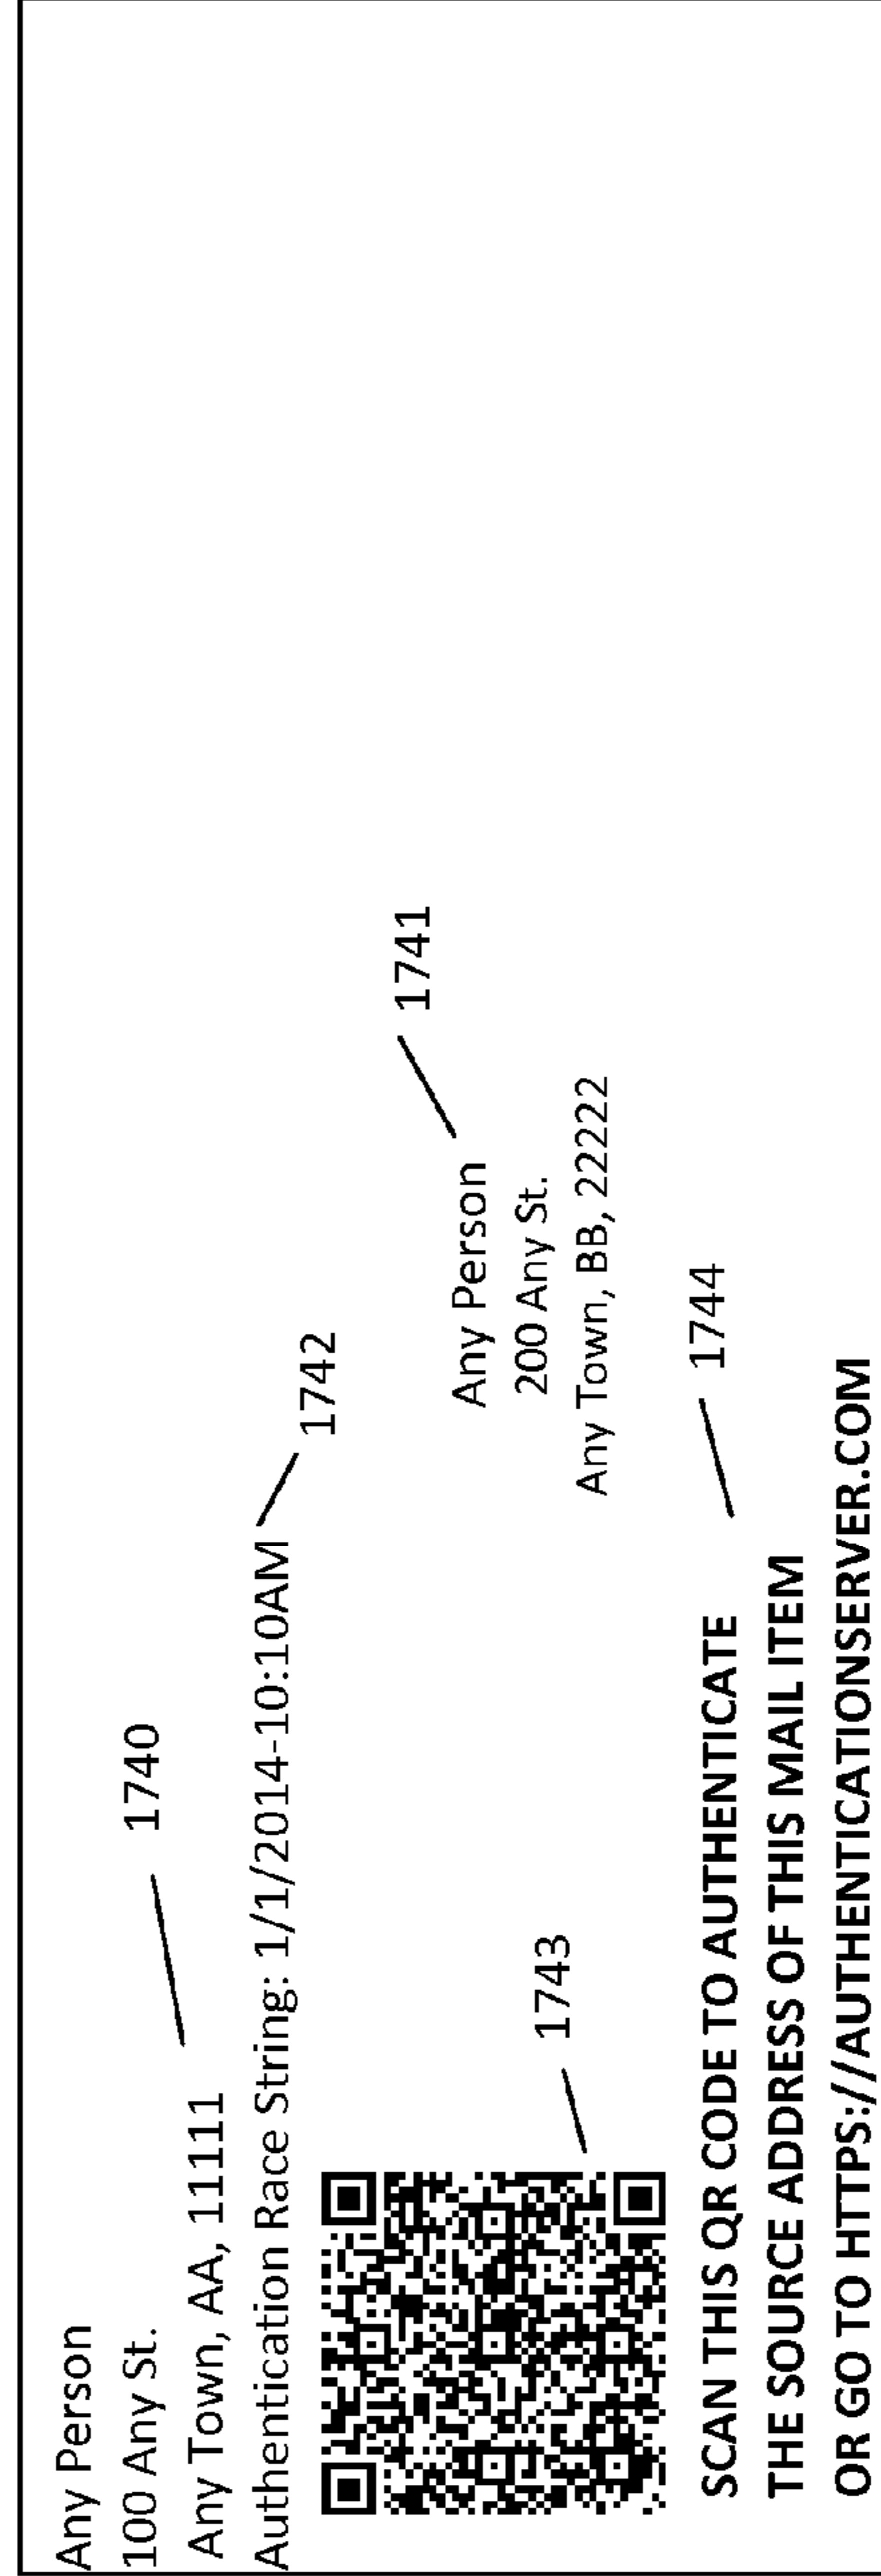 Any Person
100 Any St.
1740
Any Town, AA, 11111
Authentication Race String: 1/1/2014-10:10AM
1742
1741
Any Person
200 Any St.
Any Town, BB, 22222
1743
1744
SCAN THIS QR CODE TO AUTHENTICATE
THE SOURCE ADDRESS OF THIS MAIL ITEM
OR GO TO HTTPS://AUTHENTICATIONSERVER.COM